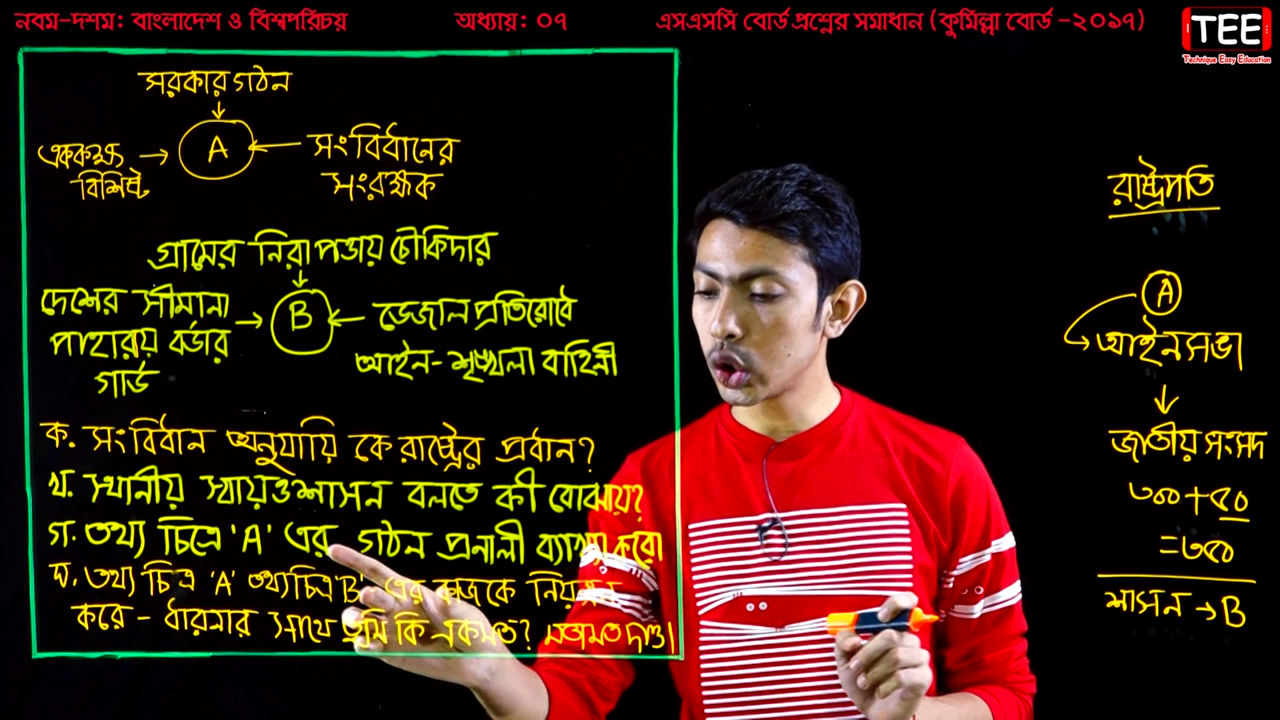 নবম-দশম: বাংলাদেশ ও বিশ্বপরিচয়
অধ্যায়: ০৭
এসএসসি বোর্ড প্রশ্নের সমাধান (কুমিল্লা বোর্ড -২০১৭)
TEE
Technique Easy Education
সরকার গঠন
এককক্ষ বিশিষ্ট
A
সংবিধানের সংরক্ষক
গ্রামের নিরাপত্তায় চৌকিদার
দেশের সীমানা পাহারায় বর্ডার গার্ড
B
ভেজাল প্রতিরোধে আইন-শৃঙ্খলা বাহিনী
ক. সংবিধান অনুযায়ি কে রাষ্ট্রের প্রধান?
খ. স্থানীয় স্বায়ত্তশাসন বলতে কী বোঝায়?
গ. তথ্য চিত্রে 'A' এর গঠন প্রনালী ব্যাখ্যা করো
ঘ. তথ্য চিত্র 'A' তথ্যচিত্র 'B' এর কাজকে নিয়ন্ত্রন
করে - ধারনার সাথে তুমি কি একমত? মতামত দাও।
রাষ্ট্রপতি
A
আইনসভা
জাতীয় সংসদ
৩০০+৫০
=৩৫০
শাসন → B